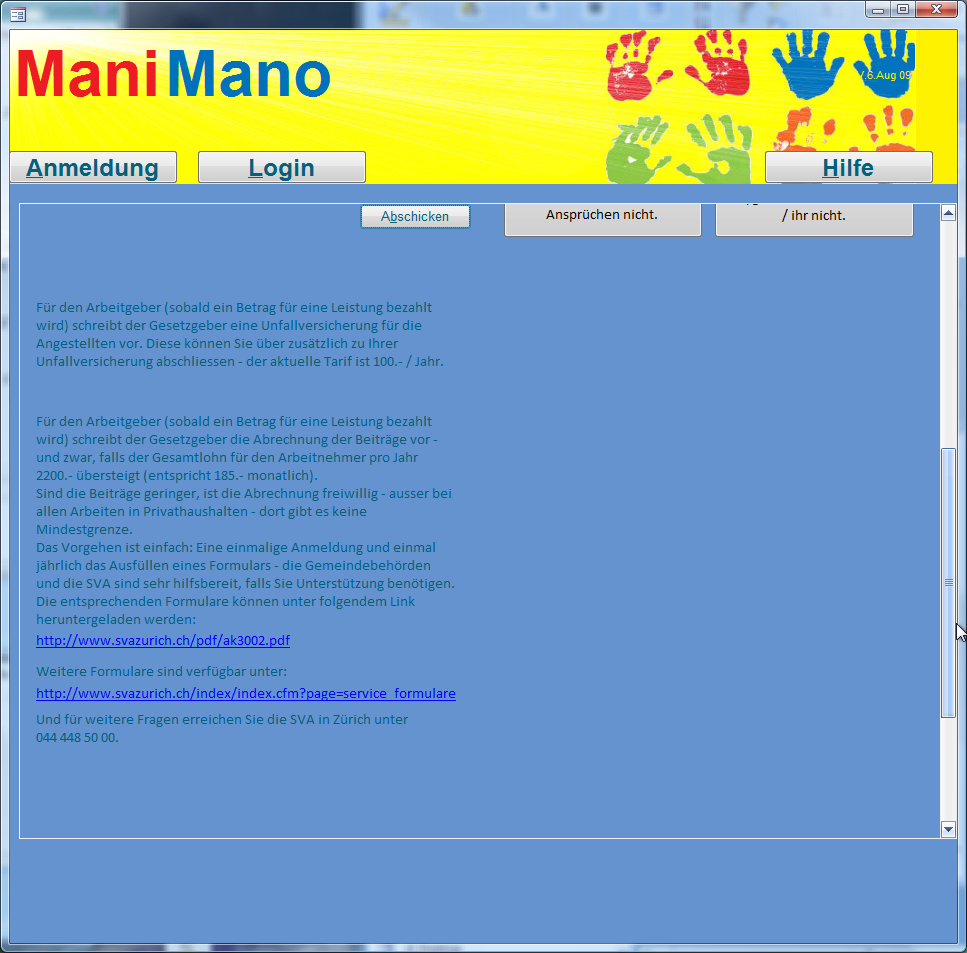 Mani Mano
.6.Aug 09
Anmeldung
Login
Hilfe
Abschicken
Ansprüchen nicht.
/ ihr nicht.
Für den Arbeitgeber (sobald ein Betrag für eine Leistung bezahlt
wird) schreibt der Gesetzgeber eine Unfallversicherung für die
Angestellten vor. Diese können Sie über zusätzlich zu Ihrer
Unfallversicherung abschliessen - der aktuelle Tarif ist 100.- / Jahr.
Für den Arbeitgeber (sobald ein Betrag für eine Leistung bezahlt
wird) schreibt der Gesetzgeber die Abrechnung der Beiträge vor -
und zwar, falls der Gesamtlohn für den Arbeitnehmer pro Jahr
2200.- übersteigt (entspricht 185.- monatlich).
Sind die Beiträge geringer, ist die Abrechnung freiwillig - ausser bei
allen Arbeiten in Privathaushalten - dort gibt es keine
Mindestgrenze.
Das Vorgehen ist einfach: Eine einmalige Anmeldung und einmal
jährlich das Ausfüllen eines Formulars - die Gemeindebehörden
und die SVA sind sehr hilfsbereit, falls Sie Unterstützung benötigen.
Die entsprechenden Formulare können unter folgendem Link
heruntergeladen werden:
http://www.svazurich.ch/pdf/ak3002.pdf
Weitere Formulare sind verfügbar unter:
http://www.svazurich.ch/index/index.cfm?page=service_formulare
Und für weitere Fragen erreichen Sie die SVA in Zürich unter
044 448 50 00.